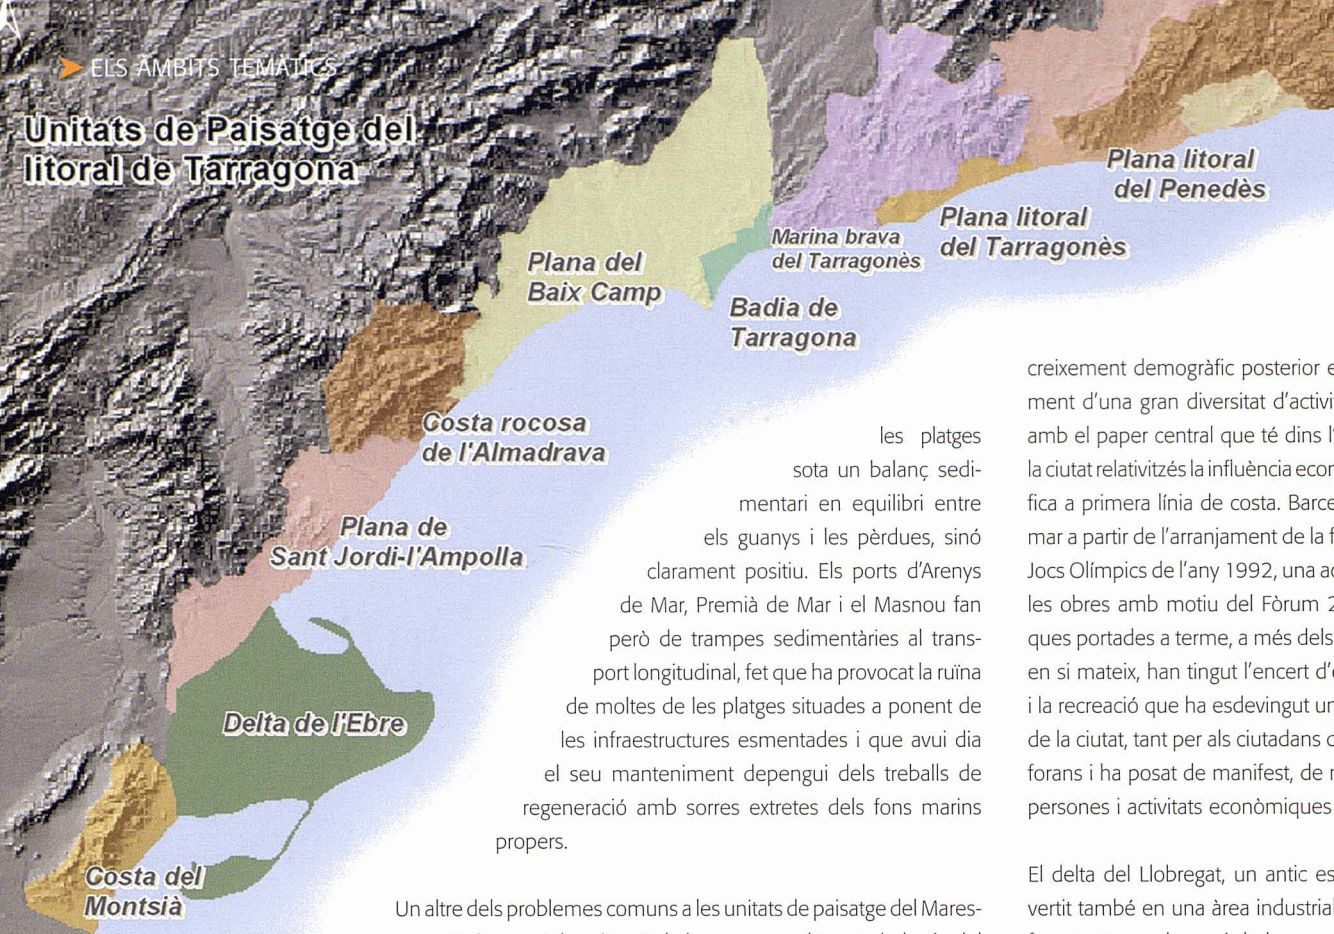 ELS ÀMBITS TEMÀTICS
Unitats de Paisatge del
litoral de Tarragona
Plana litoral
del Penedès
Plana litoral
del Tarragonès
Marina brava
del Tarragonès
Plana del
Baix Camp
Badia de
Tarragona
Costa rocosa
de l'Almadrava
Plana de
Sant Jordi-l'Ampolla
Delta de l'Ebre
Costa del
Montsià
les platges
sota un balanç sedi-
mentari en equilibri entre
els guanys i les pèrdues, sinó
clarament positiu. Els ports d'Arenys
de Mar, Premià de Mar i el Masnou fan
però de trampes sedimentàries al trans-
port longitudinal, fet que ha provocat la ruïna
de moltes de les platges situades a ponent de
les infraestructures esmentades i que avui dia
el seu manteniment depengui dels treballs de
regeneració amb sorres extretes dels fons marins
propers.
Un altre dels problemes comuns a les unitats de paisatge del Mares-
creixement demogràfic posterior
ment d'una gran diversitat
amb el paper central que té dins
la ciutat relativitzés la influència
fica a primera línia de costa.
mar a partir de l'arranjament de la
Jocs Olímpics de l'any 1992, una
les obres amb motiu del Fòrum
ques portades a terme, a més dels
en si mateix, han tingut l'encert
i la recreació que ha esdevingut
de la ciutat, tant per als ciutadans
forans i ha posat de manifest, de
persones i activitats econòmiques
El delta del Llobregat, un antic
vertit també en una àrea industrial